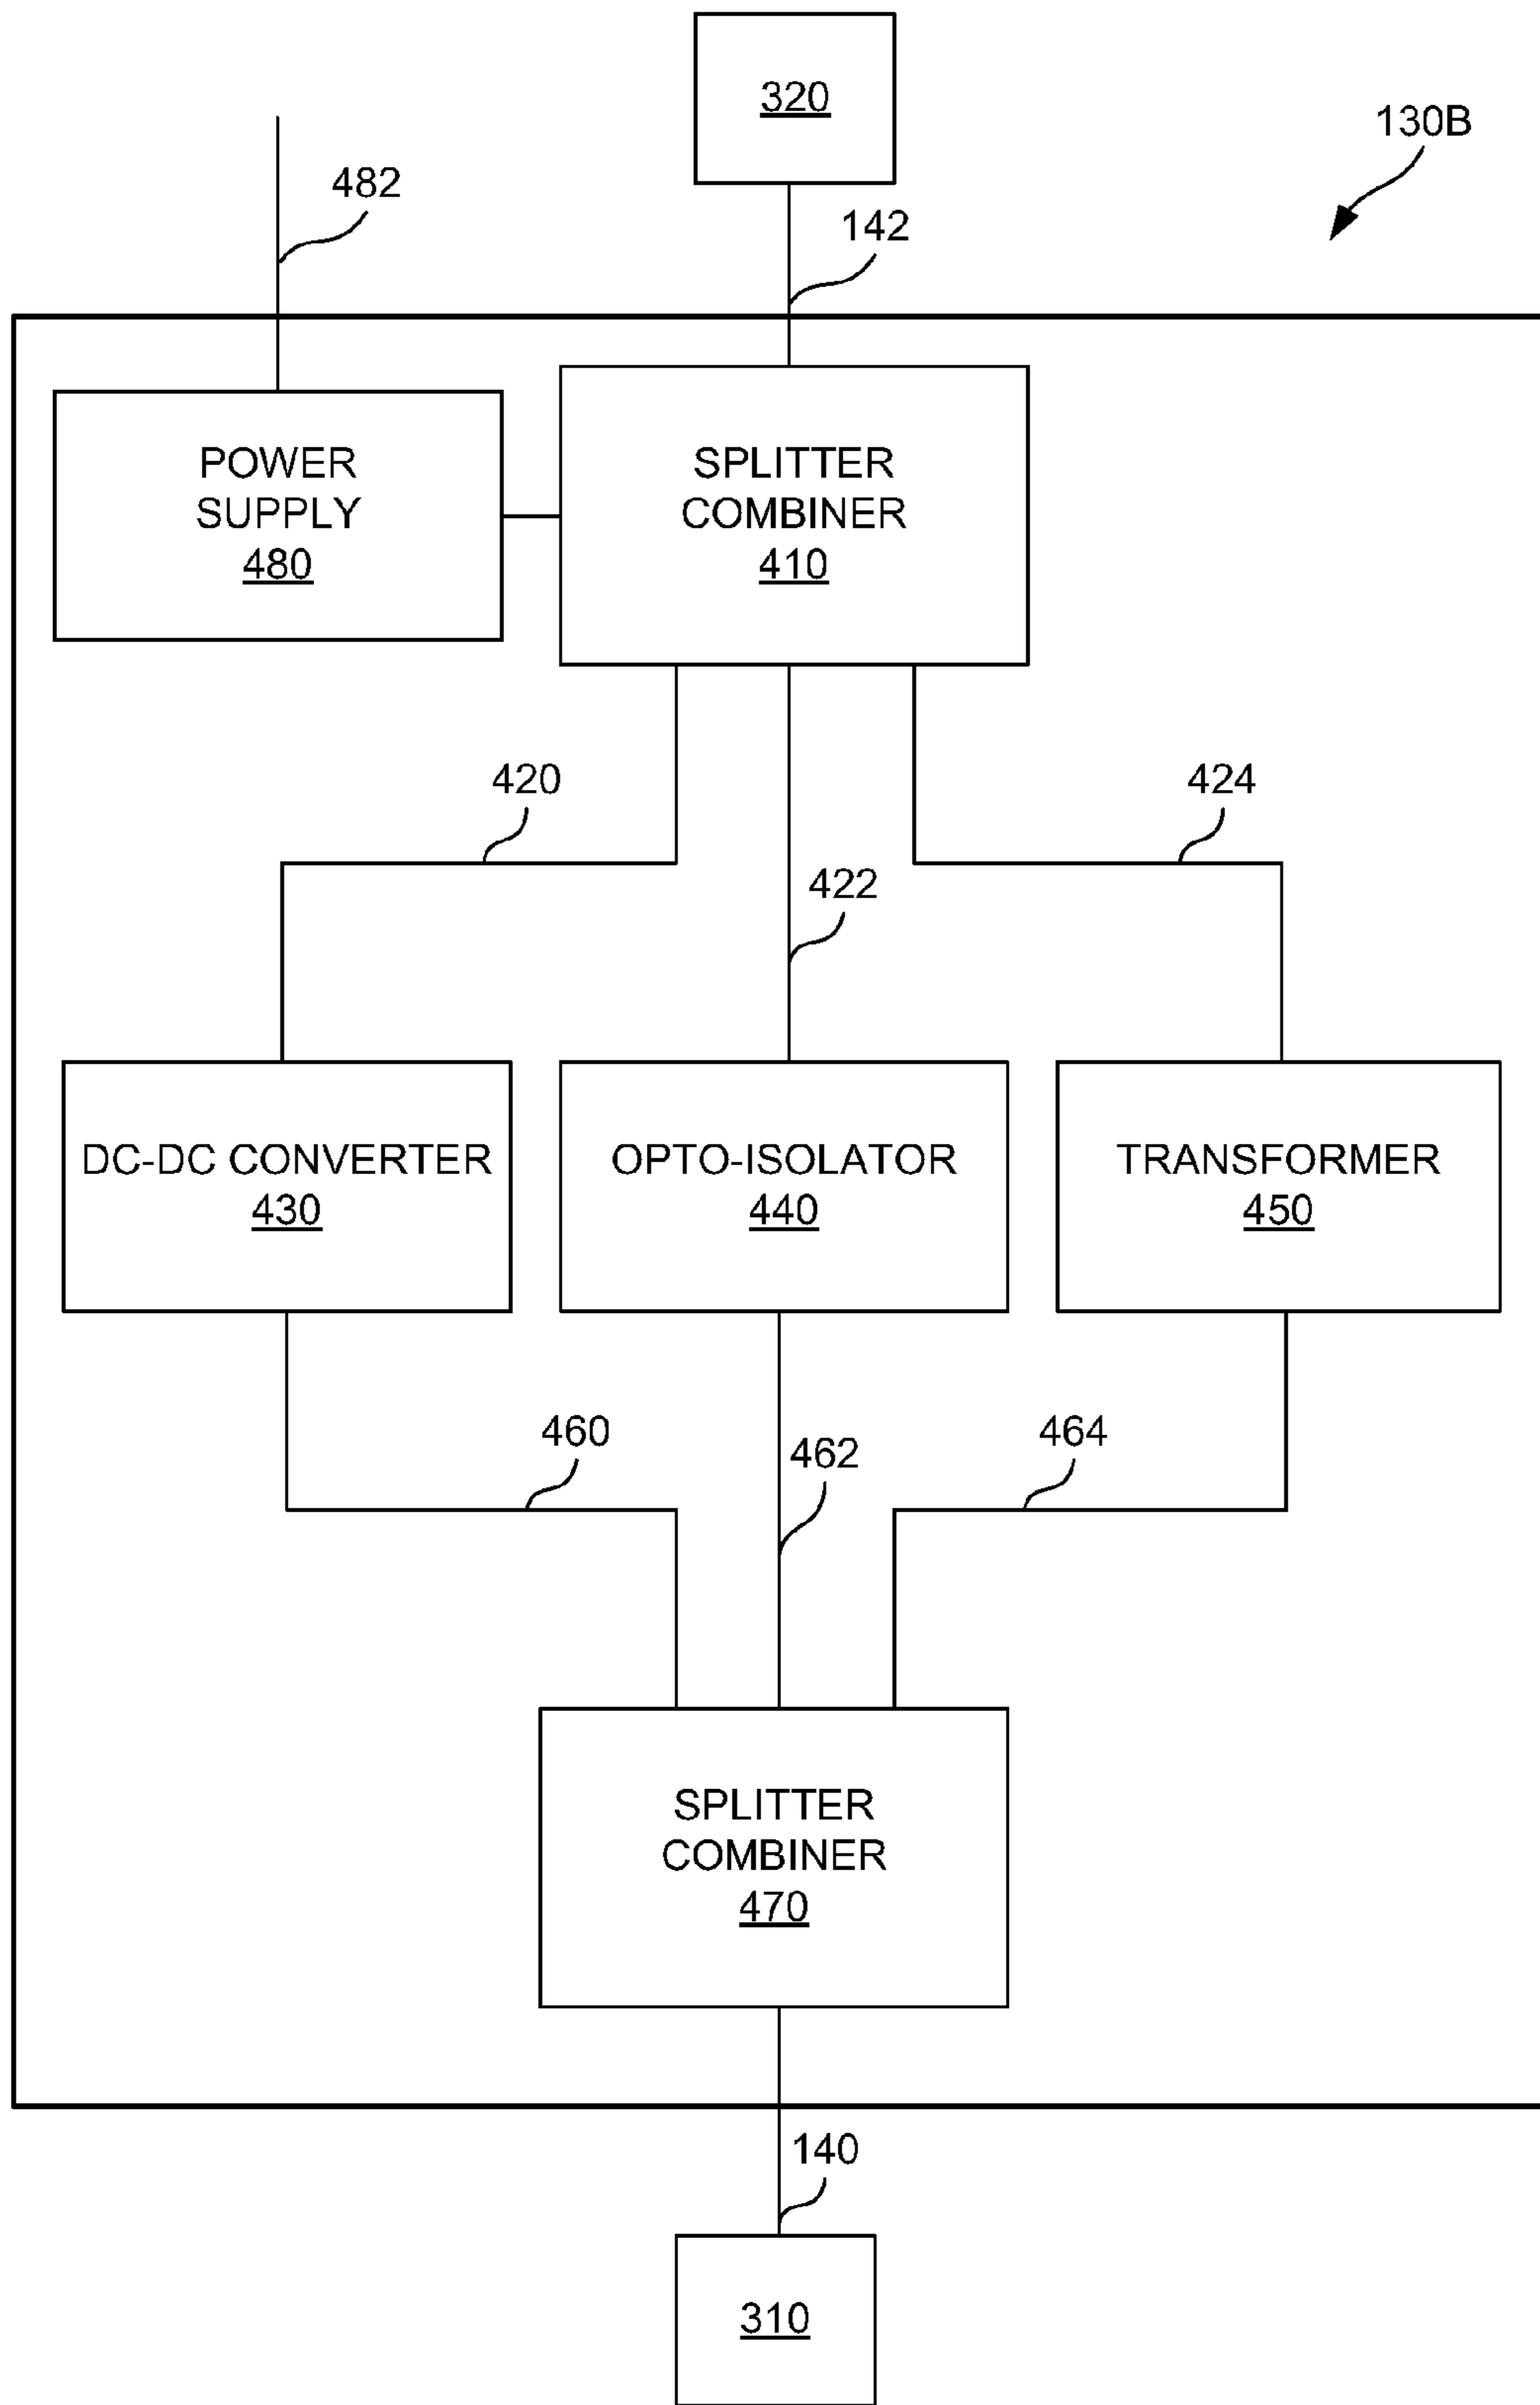 320
130B
482
142
POWER
SUPPLY
480
SPLITTER
COMBINER
410
420
424
422
DC-DC CONVERTER
430
OPTO-ISOLATOR
440
TRANSFORMER
450
460
462
464
SPLITTER
COMBINER
470
140
310